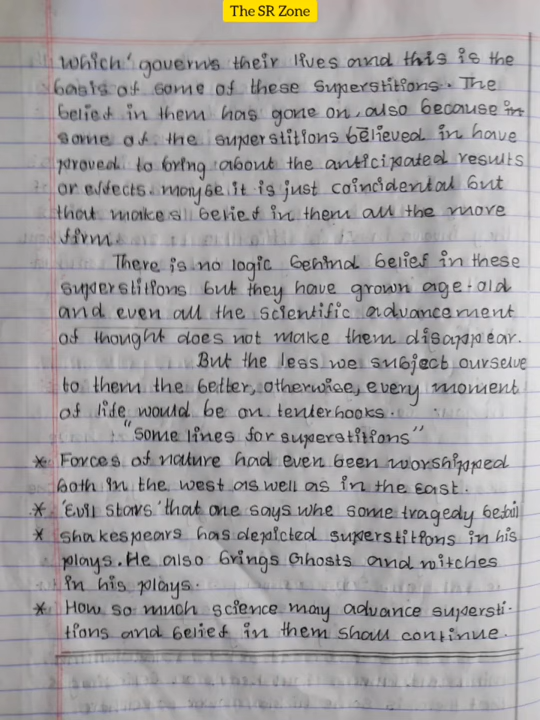 The SR Zone
which governs their lives and this is the
basis of some of these superstitions. The
belief in them has gone on, also because in
some of the superstitions believed in have
proved to bring about the anticipated results
or effects. maybe it is just coincidental but
that makes belief in them all the more
firm.
There is no logic behind belief in these
superstitions but they have grown age-old
and even all the scientific advancement
of thought does not make them disappear.
But the less we subject ourselve
to them the better, otherwise, every moment
of life would be on tenterhooks.
"Some lines for superstitions"
* Forces of nature had even been worshipped
both in the west as well as in the east.
* 'Evil stars' that one says whe some tragedy befall
* Shakespears has depicted superstitions in his
plays. He also brings Ghosts and witches
in his plays.
* How so much science may advance supersti-
tions and belief in them shall continue.